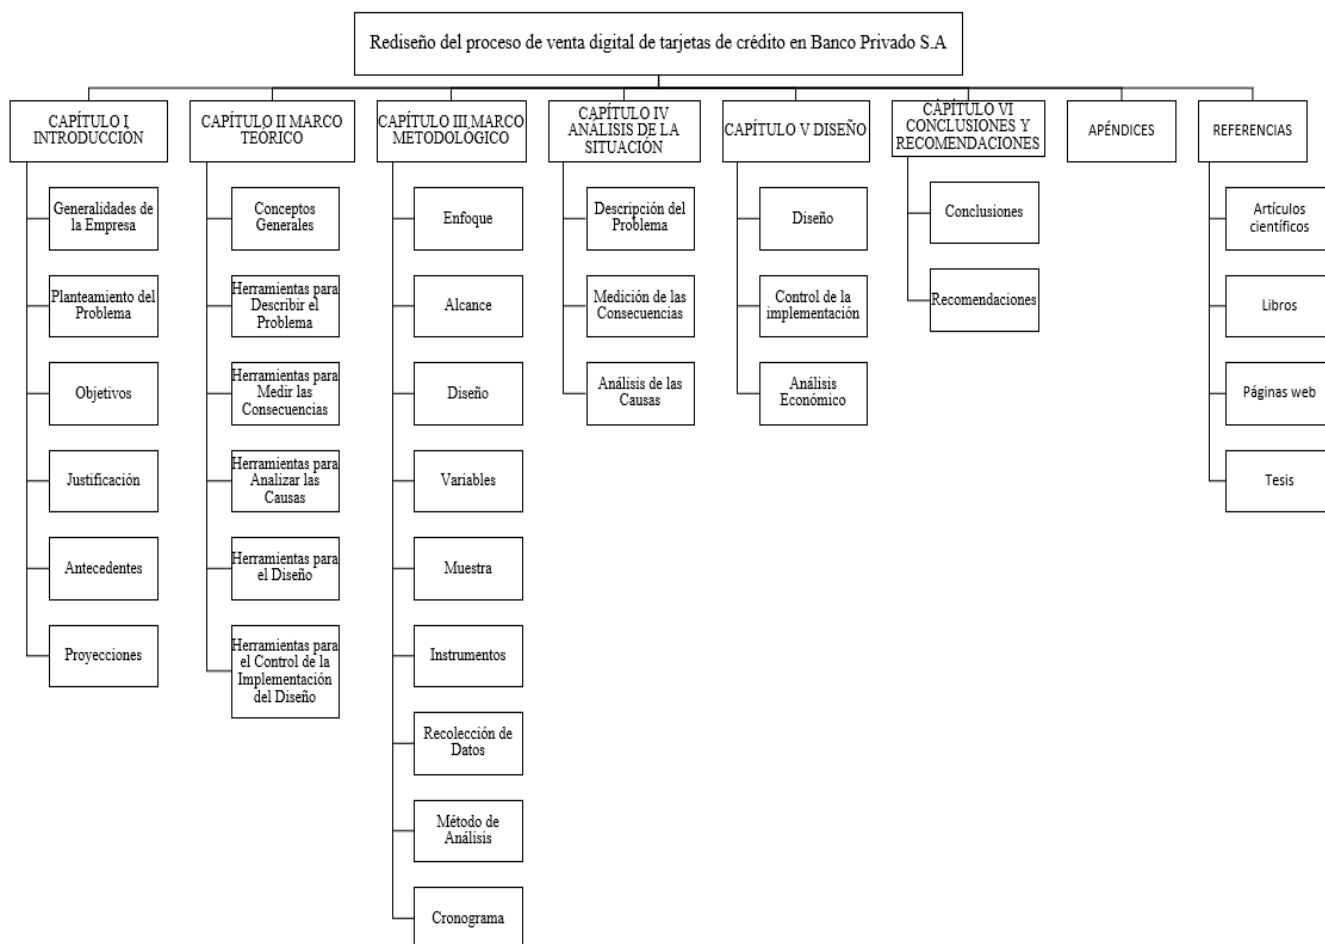 Rediseño del proceso de venta digital de tarjetas de crédito en Banco Privado S.A
CAPÍTULO I
INTRODUCCIÓN
Generalidades de
la Empresa
Planteamiento del
Problema
Objetivos
Justificación
Antecedentes
Proyecciones
CAPÍTULO II MARCO
TEÓRICO
Conceptos
Generales
Herramientas para
Describir el
Problema
Herramientas para
Medir las
Consecuencias
Herramientas para
Analizar las
Causas
Herramientas para
el Diseño
Herramientas para
el Control de la
Implementación
del Diseño
CAPÍTULO III MARCO
METODOLÓGICO
Enfoque
Alcance
Diseño
Variables
Muestra
Instrumentos
Recolección de
Datos
Método de
Análisis
Cronograma
CAPÍTULO IV
ANÁLISIS DE LA
SITUACIÓN
Descripción del
Problema
Medición de las
Consecuencias
Análisis de las
Causas
CAPÍTULO V DISEÑO
Diseño
Control de la
implementación
Análisis
Económico
CÁPÍTULO VI
CONCLUSIONES Y
RECOMENDACIONES
Conclusiones
Recomendaciones
APÉNDICES
REFERENCIAS
Artículos
científicos
Libros
Páginas web
Tesis